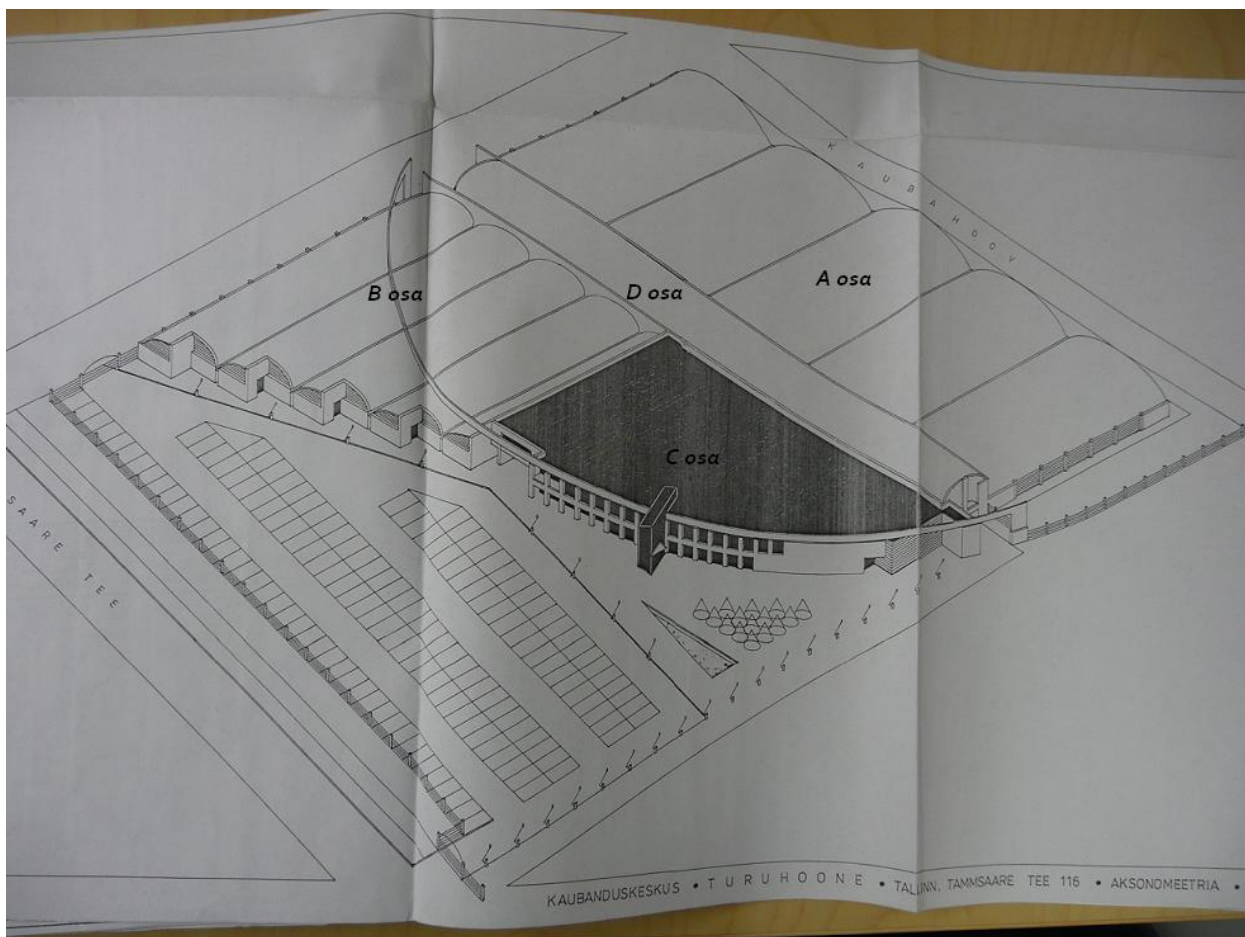 KAUBAHOOV
B osa
D osa
A osa
C osa
SAARE TEE
KAUBANDUSKESKUS • TURUHOONE • TALLINN, TAMMSAARE TEE 116 • AKSONOMEETRIA •